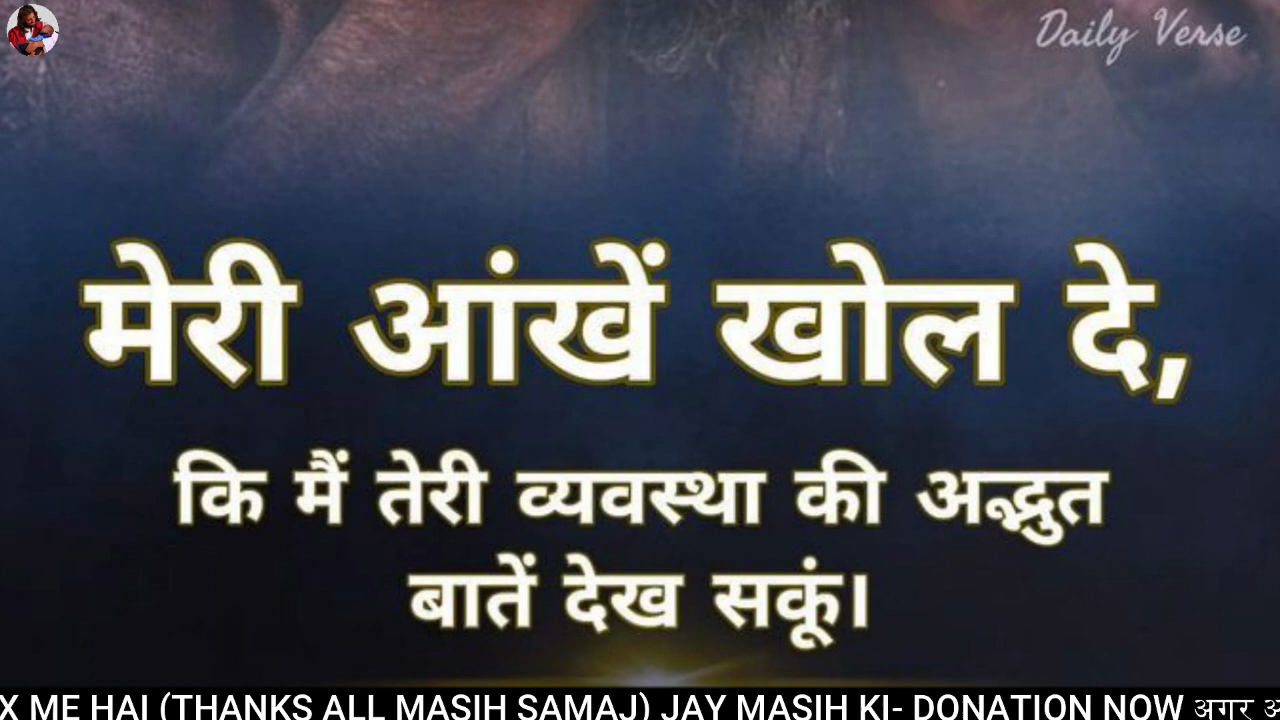 Daily Verse
मेरी आंखें खोल दे,
कि मैं तेरी व्यवस्था की अद्भुत
बातें देख सकूं।
X ME HAI (THANKS ALL MASIH SAMAJ) JAY MASIH KI- DONATION NOW अगर